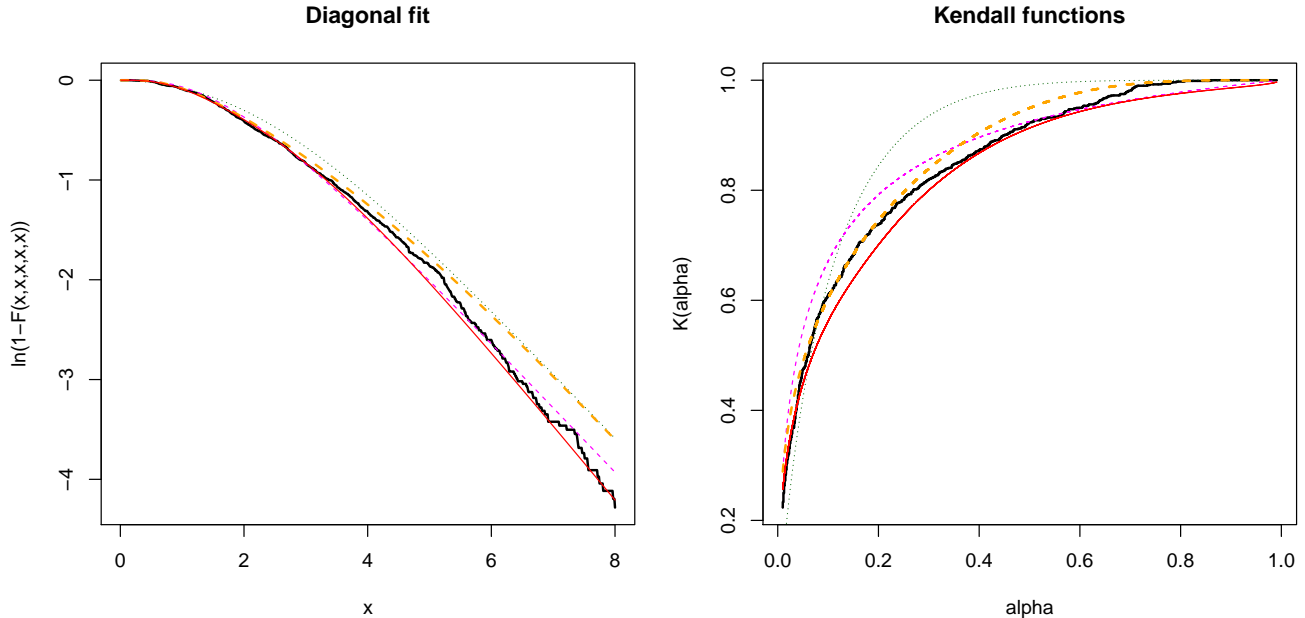 Diagonal fit
ln(1−F(x,x,x,x))
0
−1
−2
−3
−4
0 2 4 6 8
x
Kendall functions
K(alpha)
1.0
0.8
0.6
0.4
0.2
0.0 0.2 0.4 0.6 0.8 1.0
alpha